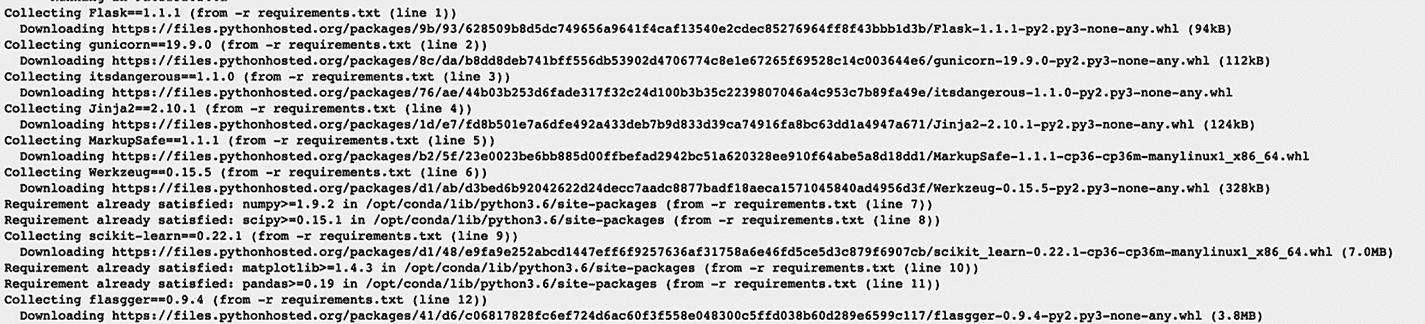 Collecting Flask==1.1.1 (from -r requirements.txt (line 1))
Downloading https://files.pythonhosted.org/packages/9b/93/628509b8d5dc749656a9641f4caf13540e2cdec85276964ff8f43bbb1d3b/Flask-1.1.1-py2.py3-none-any.whl (94kB)
Collecting gunicorn==19.9.0 (from -r requirements.txt (line 2))
Downloading https://files.pythonhosted.org/packages/8c/da/b8dd8deb741bff556db53902d4706774c8e1e67265f69528c14c003644e6/gunicorn-19.9.0-py2.py3-none-any.whl (112kB)
Collecting itsdangerous==1.1.0 (from -r requirements.txt (line 3))
Downloading https://files.pythonhosted.org/packages/76/ae/44b03b253d6fade317f32c24d100b3b35c2239807046a4c953c7b89fa49e/itsdangerous-1.1.0-py2.py3-none-any.whl
Collecting Jinja2==2.10.1 (from -r requirements.txt (line 4))
Downloading https://files.pythonhosted.org/packages/1d/e7/fd8b501e7a6dfe492a433deb7b9d833d39ca74916fa8bc63dd1a4947a671/Jinja2-2.10.1-py2.py3-none-any.whl (124kB)
Collecting MarkupSafe==1.1.1 (from -r requirements.txt (line 5))
Downloading https://files.pythonhosted.org/packages/b2/5f/23e0023be6bb885d00ffbefad2942bc51a620328ee910f64abe5a8d18dd1/MarkupSafe-1.1.1-cp36-cp36m-manylinux1_x86_64.whl
Collecting Werkzeug==0.15.5 (from -r requirements.txt (line 6))
Downloading https://files.pythonhosted.org/packages/d1/ab/d3bed6b92042622d24decc7aadc8877badf18aeca1571045840ad4956d3f/Werkzeug-0.15.5-py2.py3-none-any.whl (328kB)
Requirement already satisfied: numpy>=1.9.2 in /opt/conda/lib/python3.6/site-packages (from -r requirements.txt (line 7))
Requirement already satisfied: scipy>=0.15.1 in /opt/conda/lib/python3.6/site-packages (from -r requirements.txt (line 8))
Collecting scikit-learn==0.22.1 (from -r requirements.txt (line 9))
Downloading https://files.pythonhosted.org/packages/d1/48/e9fa9e252abcd1447eff6f9257636af31758a6e46fd5ce5d3c879f6907cb/scikit_learn-0.22.1-cp36-cp36m-manylinux1_x86_64.whl (7.0MB)
Requirement already satisfied: matplotlib>=1.4.3 in /opt/conda/lib/python3.6/site-packages (from -r requirements.txt (line 10))
Requirement already satisfied: pandas>=0.19 in /opt/conda/lib/python3.6/site-packages (from -r requirements.txt (line 11))
Collecting flasgger==0.9.4 (from -r requirements.txt (line 12))
Downloading https://files.pythonhosted.org/packages/41/d6/c06817828fc6ef724d6ac60f3f558e048300c5ffd038b60d289e6599c117/flasgger-0.9.4-py2.py3-none-any.whl (3.8MB)